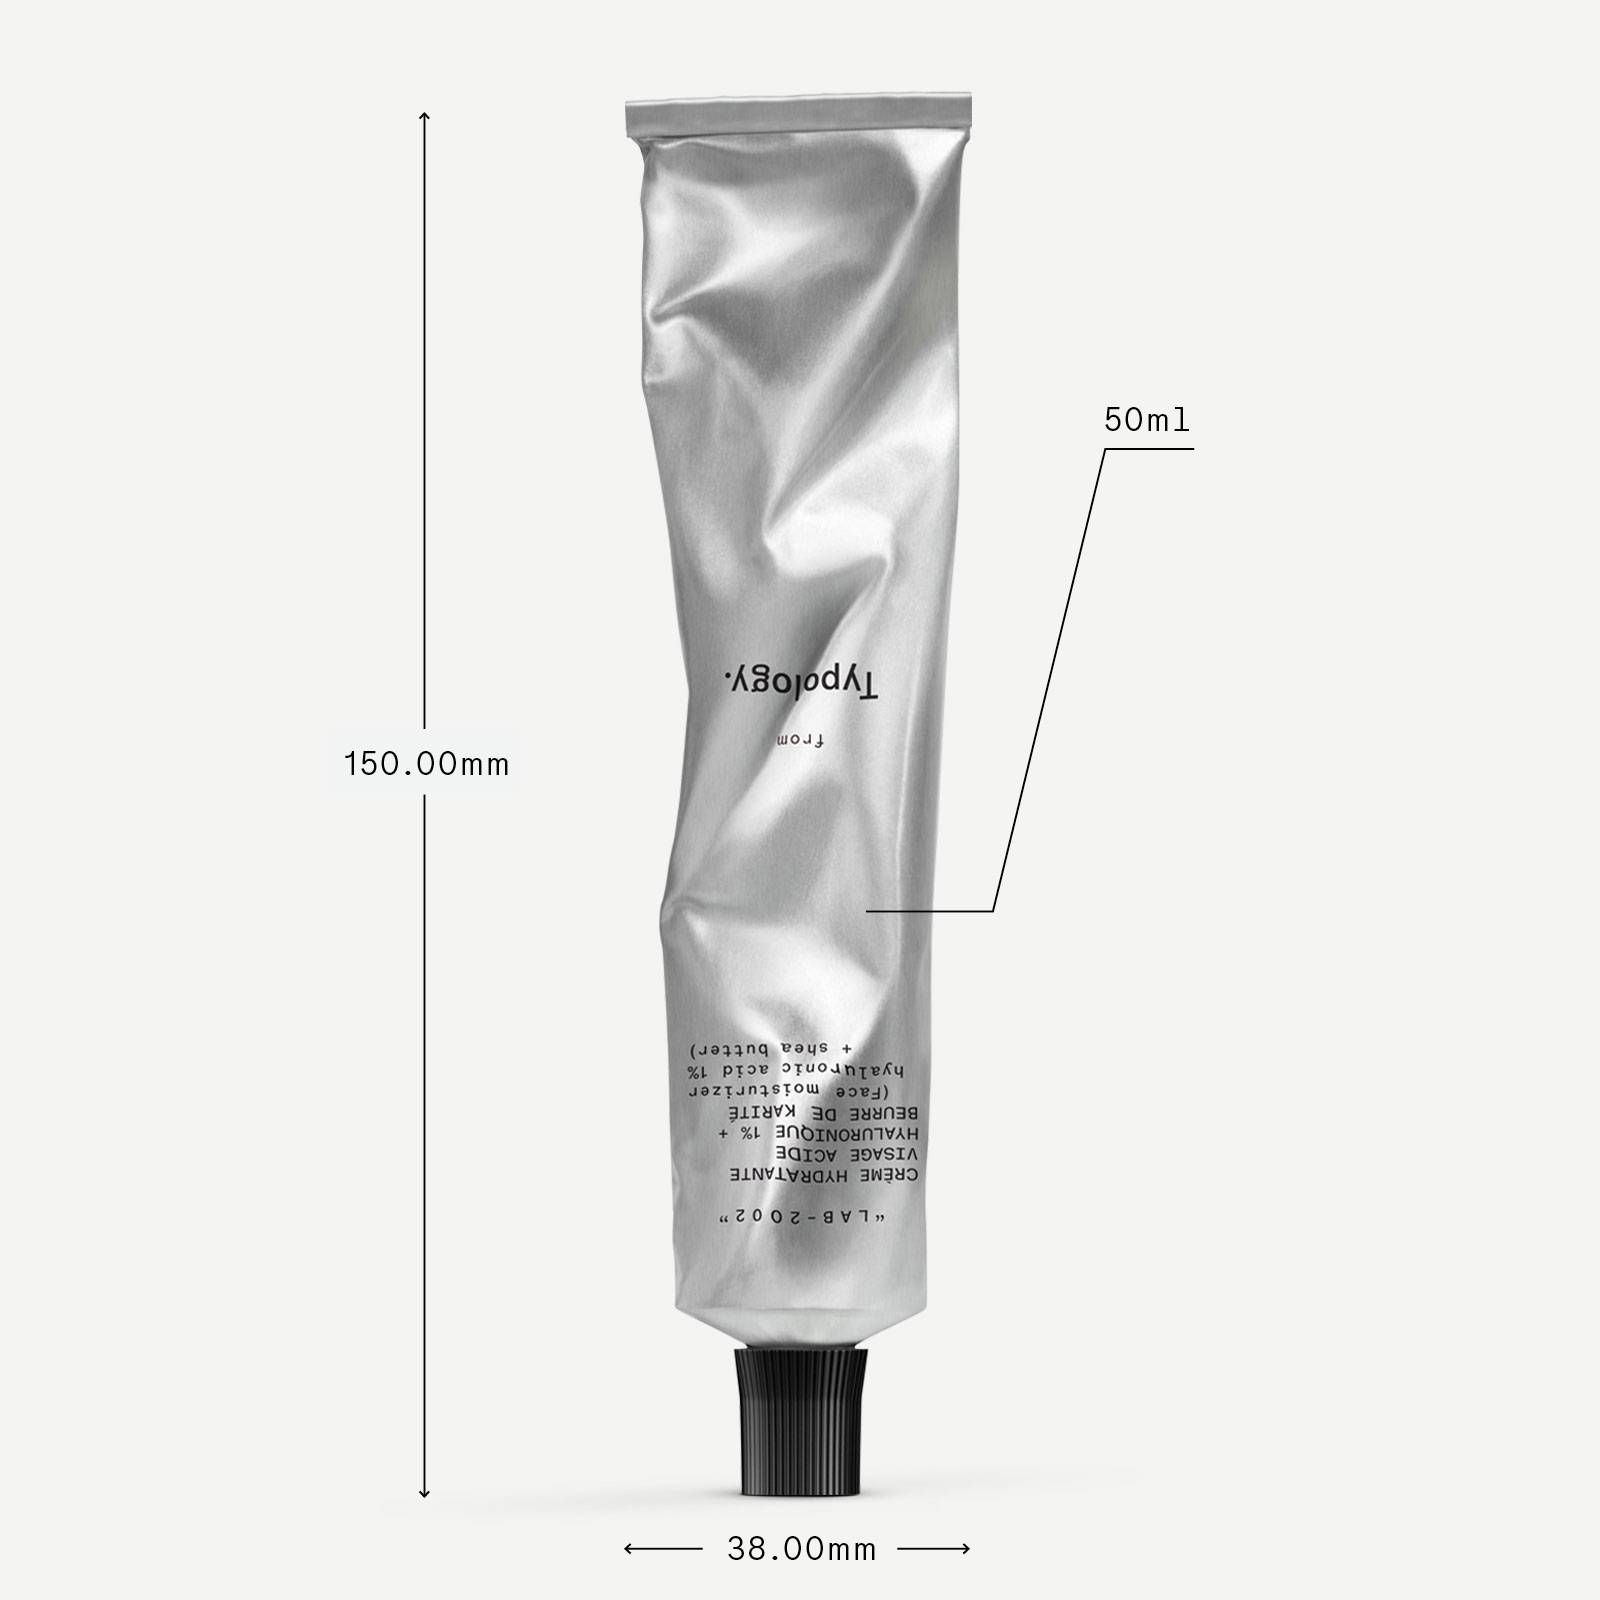 50ml
150.00mm
"LAB-2002"
CRÈME HYDRATANTE
VISAGE ACIDE
HYALURONIQUE 1% +
BEURRE DE KARITÉ
(Face moisturizer
hyaluronic acid 1%
+ shea butter)
from
Typology.
38.00mm